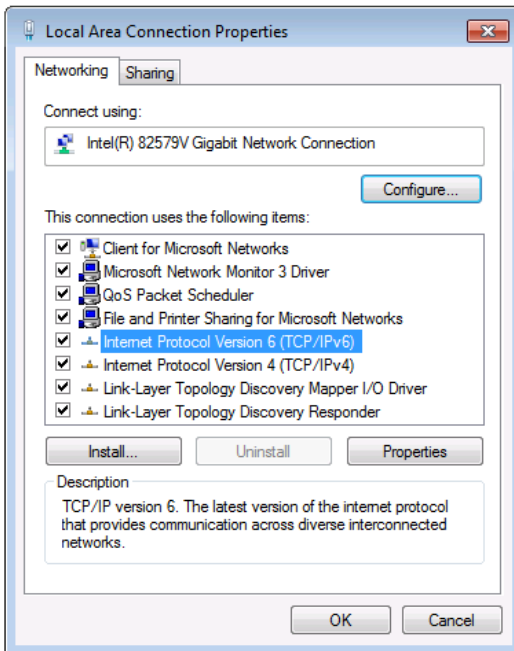 Local Area Connection Properties
Networking
Sharing
Connect using:
Intel(R) 82579V Gigabit Network Connection
Configure...
This connection uses the following items:
Client for Microsoft Networks
Microsoft Network Monitor 3 Driver
QoS Packet Scheduler
File and Printer Sharing for Microsoft Networks
Internet Protocol Version 6 (TCP/IPv6)
Internet Protocol Version 4 (TCP/IPv4)
Link-Layer Topology Discovery Mapper I/O Driver
Link-Layer Topology Discovery Responder
Install...
Uninstall
Properties
Description
TCP/IP version 6. The latest version of the internet protocol
that provides communication across diverse interconnected
networks.
OK
Cancel